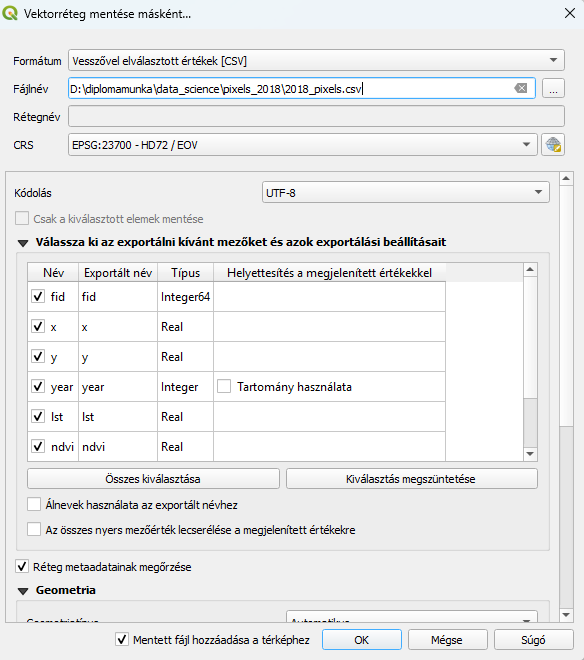 Vektorréteg mentése másként...
Formátum Vesszővel elválasztott értékek [CSV]
Fájlnév D:\diplomamunka\data_science\pixels_2018\2018_pixels.csv ...
Rétegnév
CRS EPSG:23700 - HD72 / EOV
Kódolás UTF-8
Csak a kiválasztott elemek mentése
Válassza ki az exportálni kívánt mezőket és azok exportálási beállításait
Név Exportált név Típus Helyettesítés a megjelenített értékekkel
fid fid Integer64
x x Real
y y Real
year year Integer Tartomány használata
lst lst Real
ndvi ndvi Real
Összes kiválasztása Kiválasztás megszüntetése
Álnevek használata az exportált névhez
Az összes nyers mezőérték lecserélése a megjelenített értékekre
Réteg metaadatainak megőrzése
Geometria
Geometriatípus Automatikus
Mentett fájl hozzáadása a térképhez OK Mégse Súgó